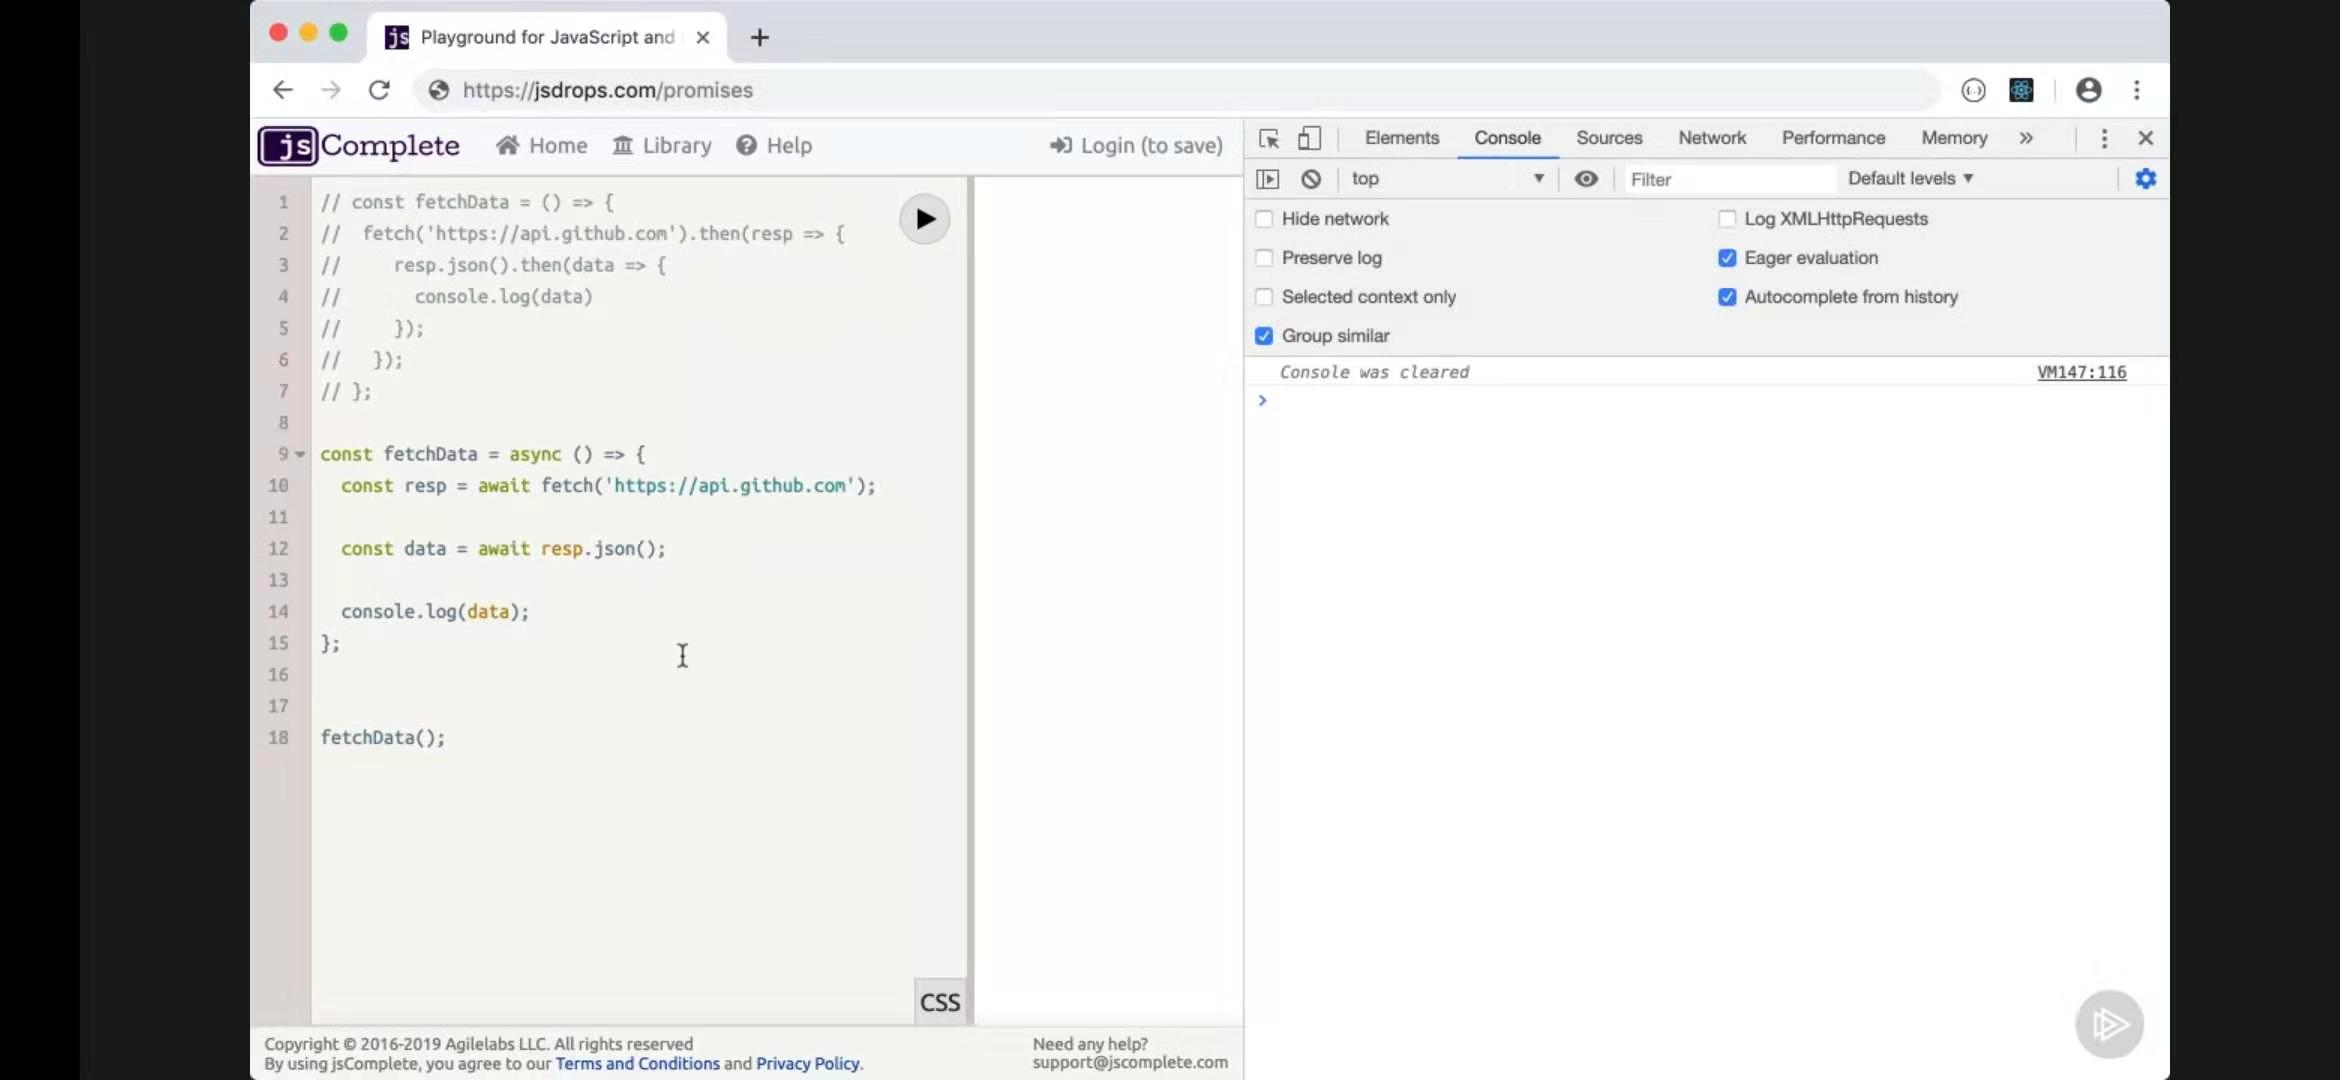 js Playground for JavaScript and
https://jsdrops.com/promises
jsComplete Home Library Help Login (to save)
Elements Console Sources Network Performance Memory »
top Filter Default levels ▼
Hide network Log XMLHttpRequests
Preserve log Eager evaluation
Selected context only Autocomplete from history
Group similar
Console was cleared VM147:116
>
1 // const fetchData = () => {
2 //  fetch('https://api.github.com').then(resp => {
3 //     resp.json().then(data => {
4 //       console.log(data)
5 //     });
6 //   });
7 // };
8
9 const fetchData = async () => {
10   const resp = await fetch('https://api.github.com');
11
12   const data = await resp.json();
13
14   console.log(data);
15 };
16
17
18 fetchData();
CSS
Copyright © 2016-2019 Agilelabs LLC. All rights reserved
By using jsComplete, you agree to our Terms and Conditions and Privacy Policy.
Need any help?
support@jscomplete.com